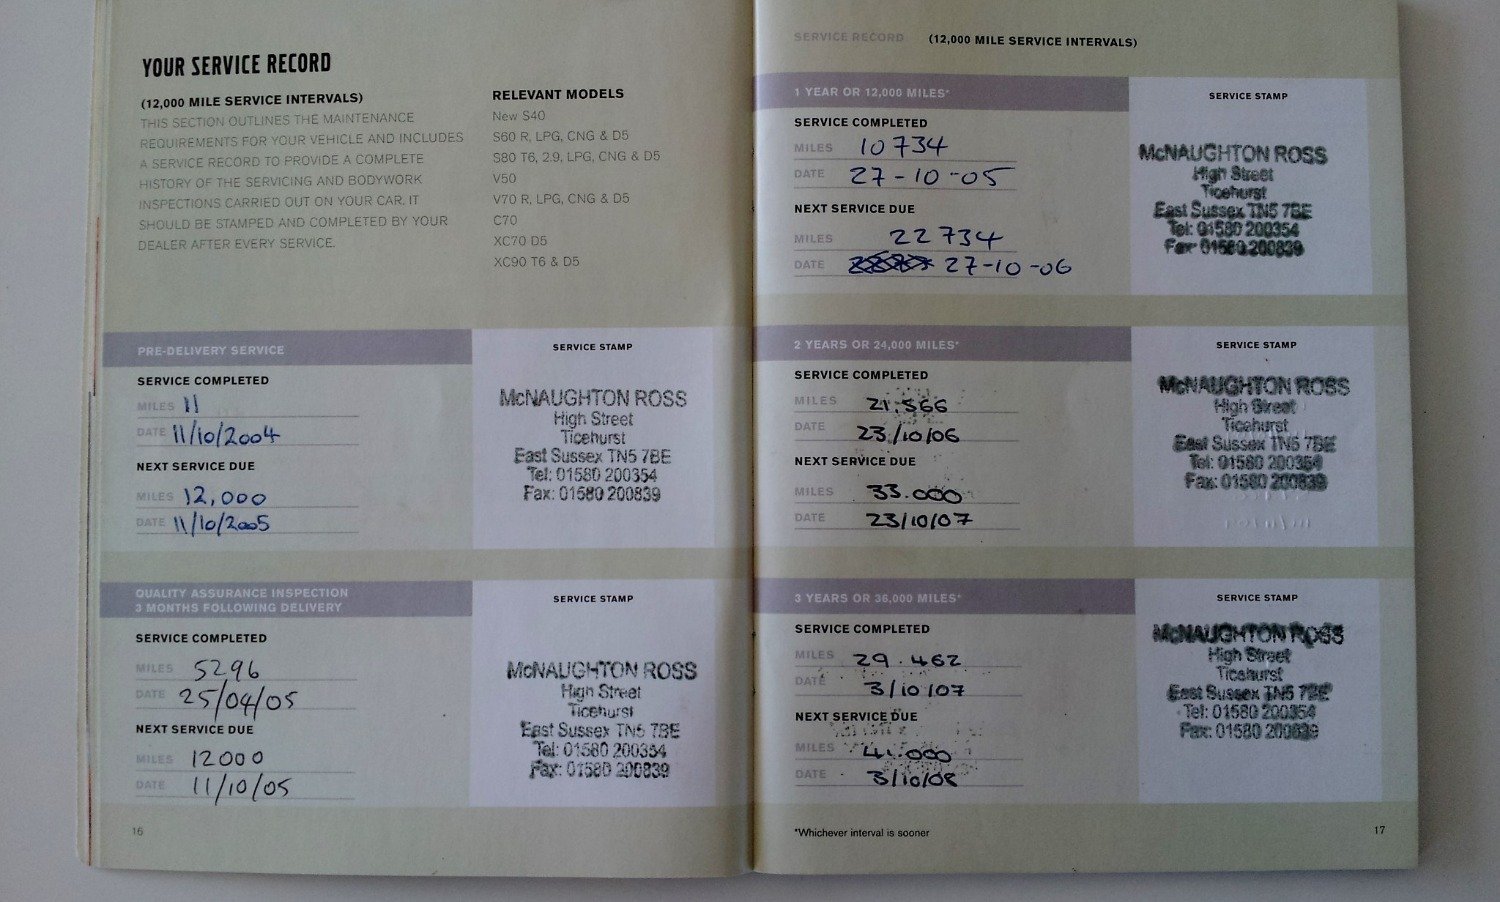 YOUR SERVICE RECORD
(12,000 MILE SERVICE INTERVALS)
THIS SECTION OUTLINES THE MAINTENANCE
REQUIREMENTS FOR YOUR VEHICLE AND INCLUDES
A SERVICE RECORD TO PROVIDE A COMPLETE
HISTORY OF THE SERVICING AND BODYWORK
INSPECTIONS CARRIED OUT ON YOUR CAR. IT
SHOULD BE STAMPED AND COMPLETED BY YOUR
DEALER AFTER EVERY SERVICE.
RELEVANT MODELS
New S40
S60 R, LPG, CNG & D5
S80 T6, 2.9, LPG, CNG & D5
V50
V70 R, LPG, CNG & D5
C70
XC70 D5
XC90 T6 & D5
PRE-DELIVERY SERVICE
SERVICE COMPLETED
MILES 11
DATE 11/10/2004
NEXT SERVICE DUE
MILES 12,000
DATE 11/10/2005
SERVICE STAMP
McNAUGHTON ROSS
High Street
Ticehurst
East Sussex TN5 7BE
Tel: 01580 200354
Fax: 01580 200839
QUALITY ASSURANCE INSPECTION
3 MONTHS FOLLOWING DELIVERY
SERVICE COMPLETED
MILES 5296
DATE 25/04/05
NEXT SERVICE DUE
MILES 12000
DATE 11/10/05
SERVICE STAMP
McNAUGHTON ROSS
High Street
Ticehurst
East Sussex TN5 7BE
Tel: 01580 200354
Fax: 01580 200839
16
SERVICE RECORD (12,000 MILE SERVICE INTERVALS)
1 YEAR OR 12,000 MILES*
SERVICE COMPLETED
MILES 10734
DATE 27-10-05
NEXT SERVICE DUE
MILES 22734
DATE 27-10-06
SERVICE STAMP
McNAUGHTON ROSS
High Street
Ticehurst
East Sussex TN5 7BE
Tel: 01580 200354
Fax: 01580 200839
2 YEARS OR 24,000 MILES*
SERVICE COMPLETED
MILES 21.566
DATE 23/10/06
NEXT SERVICE DUE
MILES 33.000
DATE 23/10/07
SERVICE STAMP
McNAUGHTON ROSS
High Street
Ticehurst
East Sussex TN5 7BE
Tel: 01580 200354
Fax: 01580 200839
3 YEARS OR 36,000 MILES*
SERVICE COMPLETED
MILES 29.462
DATE 3/10/07
NEXT SERVICE DUE
MILES 41.000
DATE 3/10/08
SERVICE STAMP
McNAUGHTON ROSS
High Street
Ticehurst
East Sussex TN5 7BE
Tel: 01580 200354
Fax: 01580 200839
*Whichever interval is sooner
17